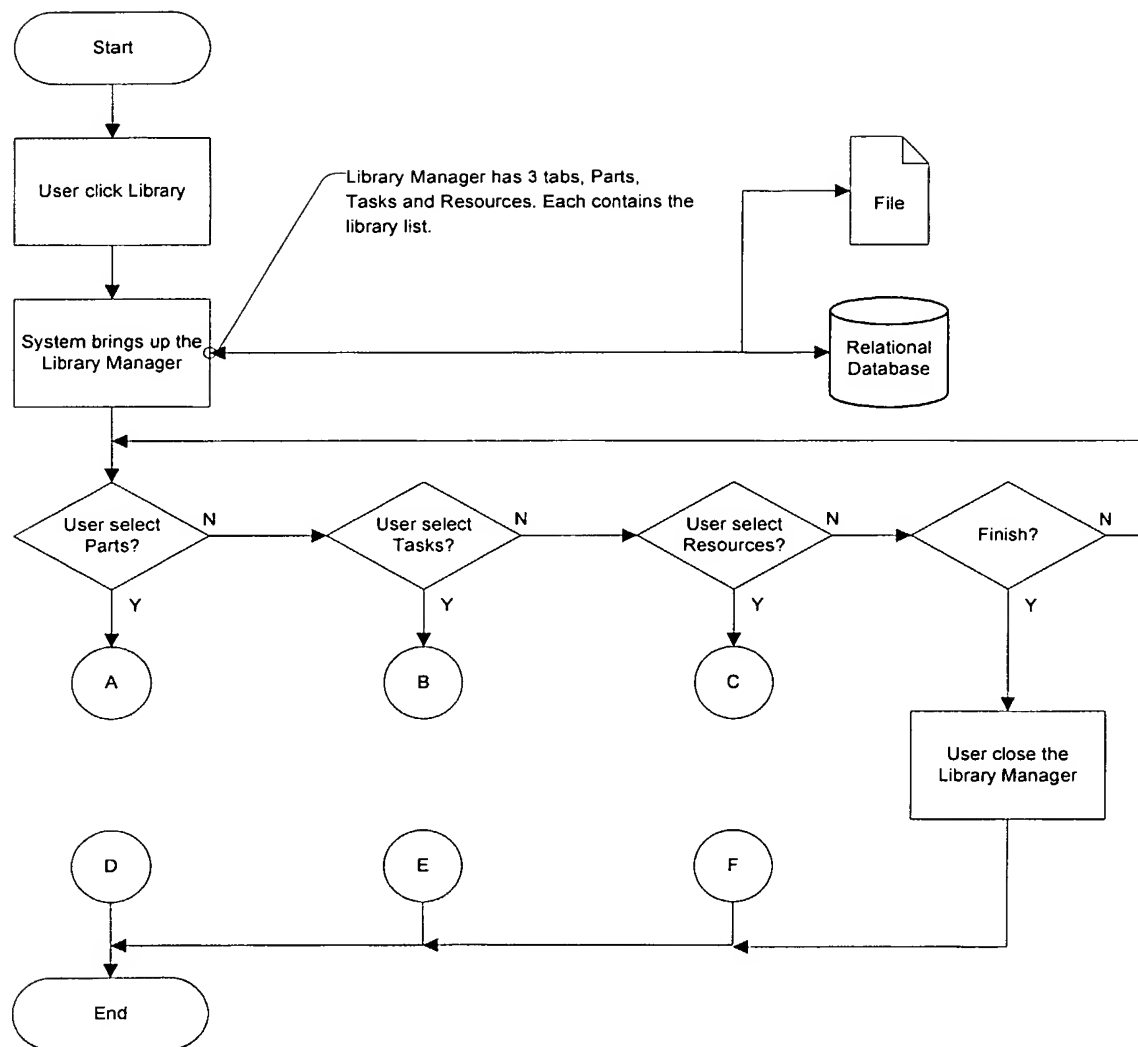 Start
User click Library
Library Manager has 3 tabs, Parts,
Tasks and Resources. Each contains the
library list.
File
System brings up the
Library Manager
Relational
Database
User select
Parts?
N
Y
User select
Tasks?
N
Y
User select
Resources?
N
Y
Finish?
N
Y
A
B
C
User close the
Library Manager
D
E
F
End